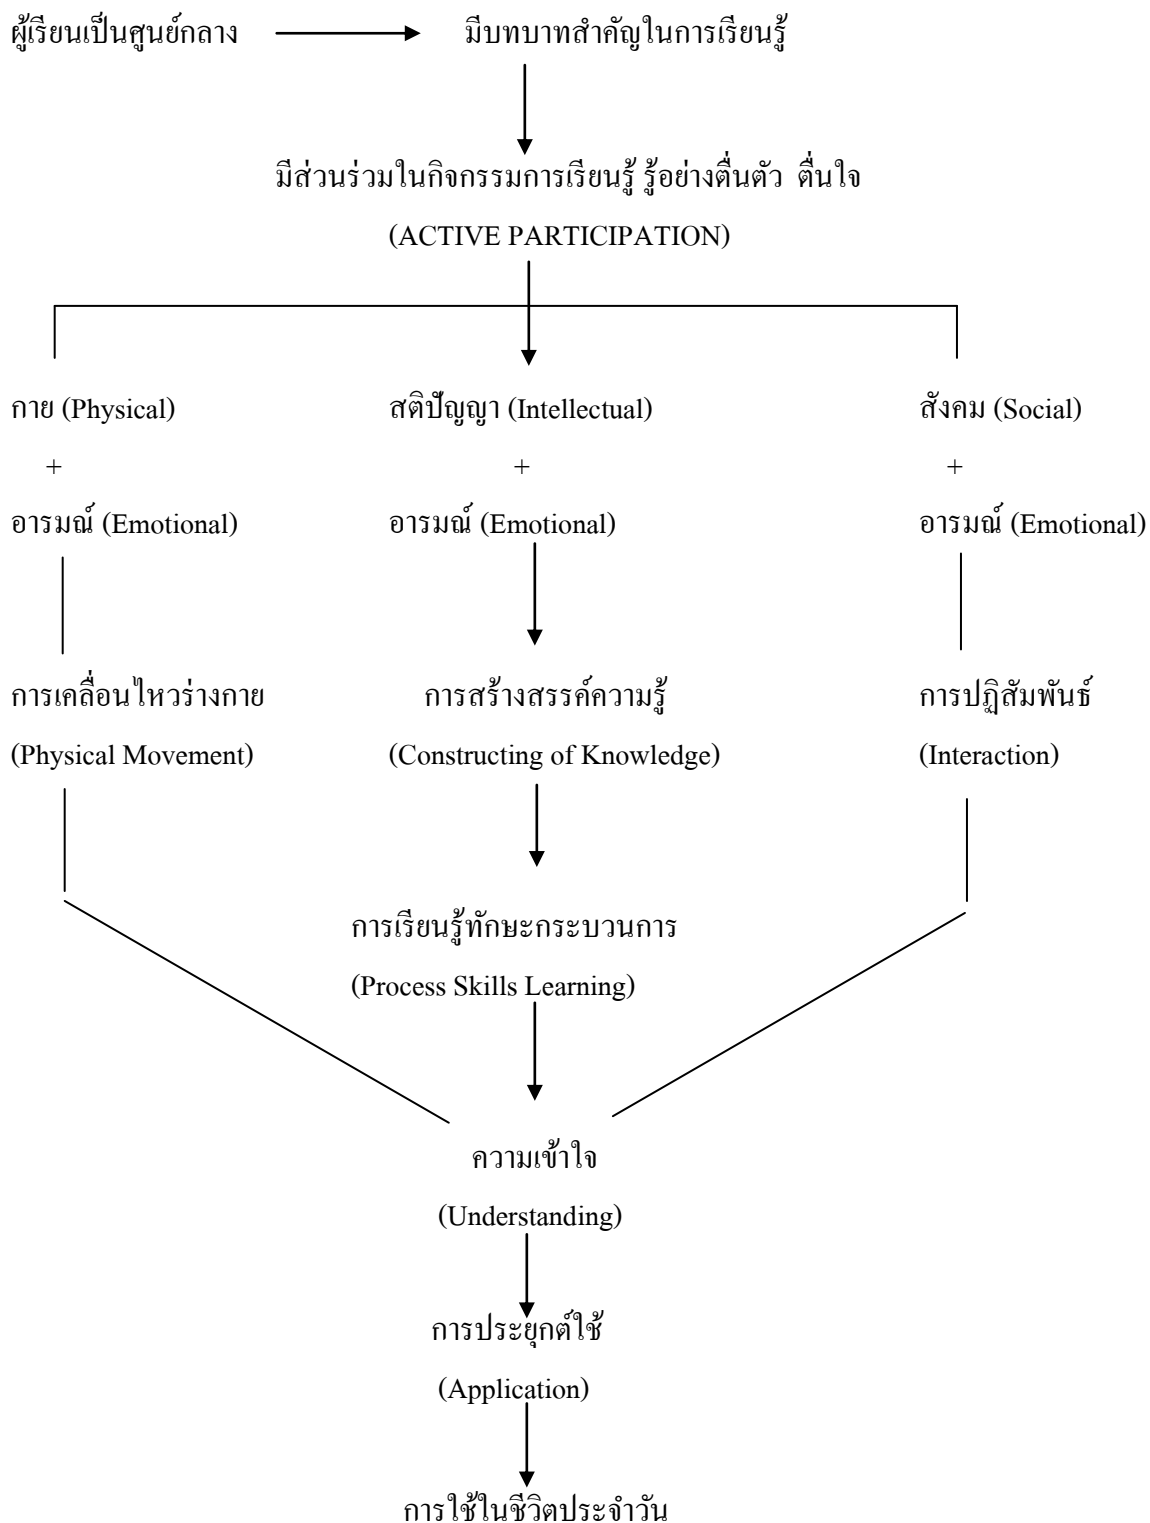 ผู้เรียนเป็นศูนย์กลาง มีบทบาทสำคัญในการเรียนรู้
มีส่วนร่วมในกิจกรรมการเรียนรู้ รู้อย่างตื่นตัว ตื่นใจ
(ACTIVE PARTICIPATION)
กาย (Physical) สติปัญญา (Intellectual) สังคม (Social)
+ + +
อารมณ์ (Emotional) อารมณ์ (Emotional) อารมณ์ (Emotional)
การเคลื่อนไหวร่างกาย การสร้างสรรค์ความรู้ การปฏิสัมพันธ์
(Physical Movement) (Constructing of Knowledge) (Interaction)
การเรียนรู้ทักษะกระบวนการ
(Process Skills Learning)
ความเข้าใจ
(Understanding)
การประยุกต์ใช้
(Application)
การใช้ในชีวิตประจำวัน